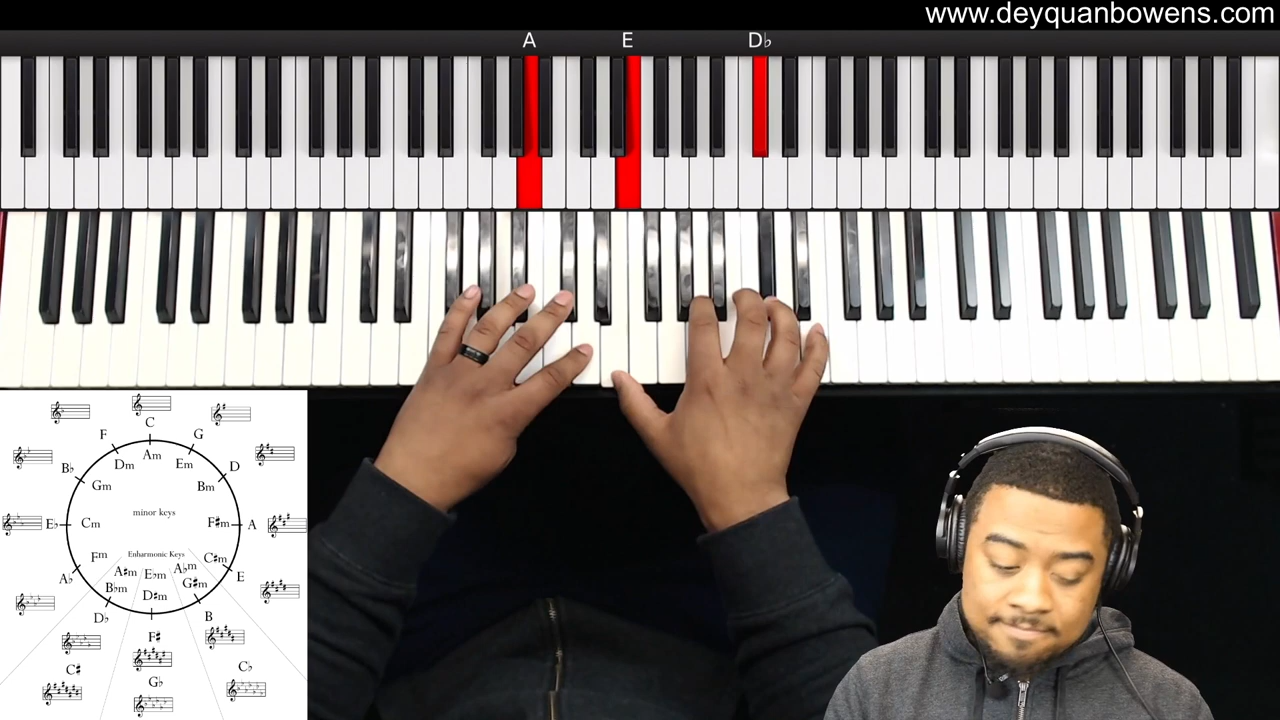 www.deyquanbowens.com
A E D♭
C
F G
Am
Dm Em
B♭ D
Gm Bm
minor keys
E♭ Cm F#m A
Enharmonic Keys
Fm C#m
A♭ A#m E♭m A♭m E
B♭m D#m G#m
D♭ B
F#
C# C♭
G♭